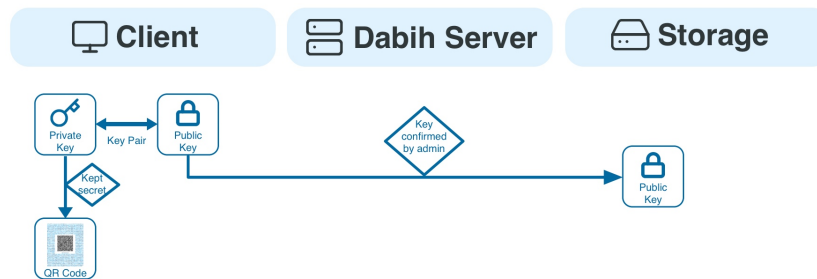 Client
Dabih Server
Storage
Private
Key
Key Pair
Public
Key
Key
confirmed
by admin
Kept
secret
Public
Key
QR Code